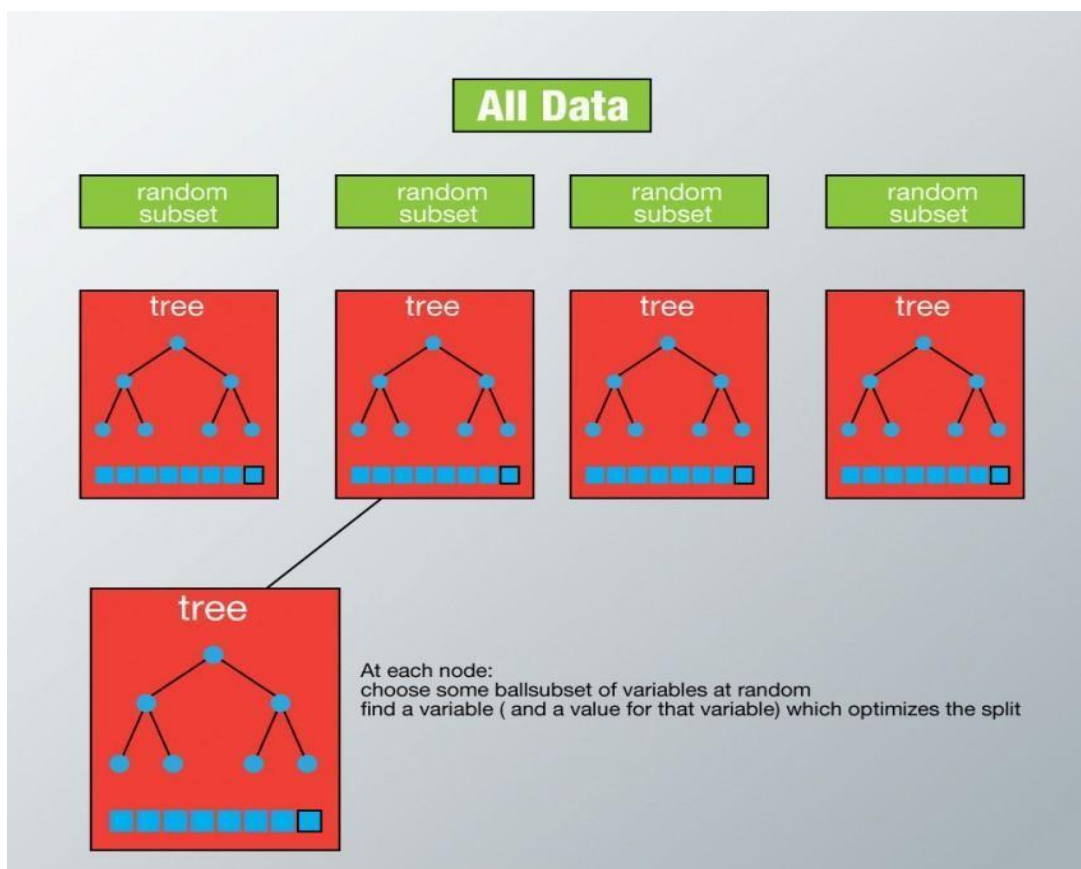 All Data
random
subset
random
subset
random
subset
random
subset
tree
tree
tree
tree
tree
At each node:
choose some ballsubset of variables at random
find a variable ( and a value for that variable) which optimizes the split